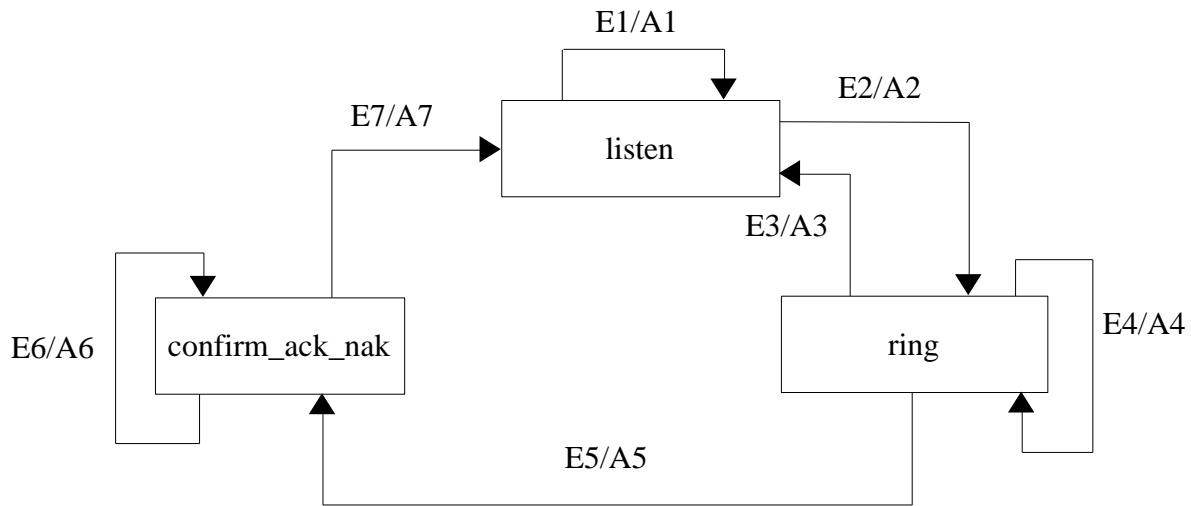 E1/A1
E2/A2
E7/A7
listen
E3/A3
E4/A4
E6/A6
confirm_ack_nak
ring
E5/A5